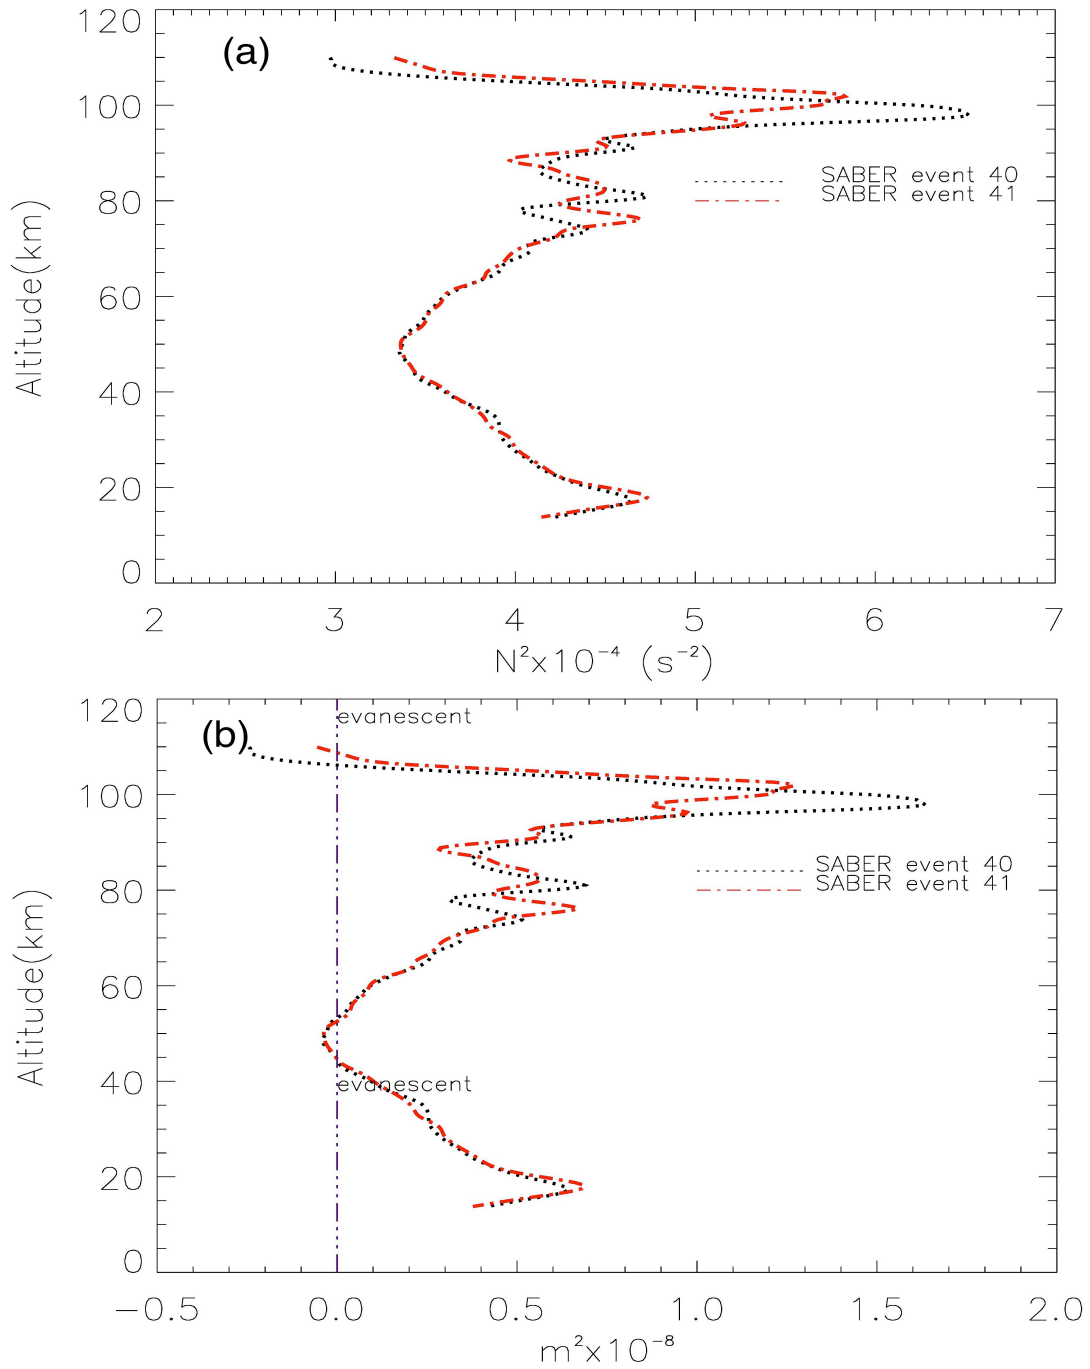 120
(a)
100
SABER event 40
80
SABER event 41
Altitude(km)
60
40
20
0
2 3 4 5 6 7
N²x10⁻⁴ (s⁻²)
120
evanescent
(b)
100
SABER event 40
80
SABER event 41
Altitude(km)
60
40
evanescent
20
0
−0.5 0.0 0.5 1.0 1.5 2.0
m²x10⁻⁸